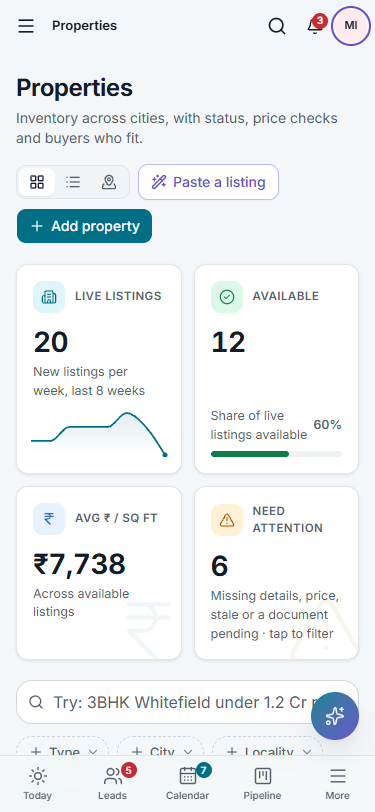 Properties
3
MI
Properties
Inventory across cities, with status, price checks
and buyers who fit.
Paste a listing
+ Add property
LIVE LISTINGS
20
New listings per
week, last 8 weeks
AVAILABLE
12
Share of live
listings available
60%
₹
AVG ₹ / SQ FT
₹7,738
Across available
listings
₹
NEED
ATTENTION
6
Missing details, price,
stale or a document
pending · tap to filter
Try: 3BHK Whitefield under 1.2 Cr
+ Type
+ City
+ Locality
Today
5
Leads
7
Calendar
Pipeline
More